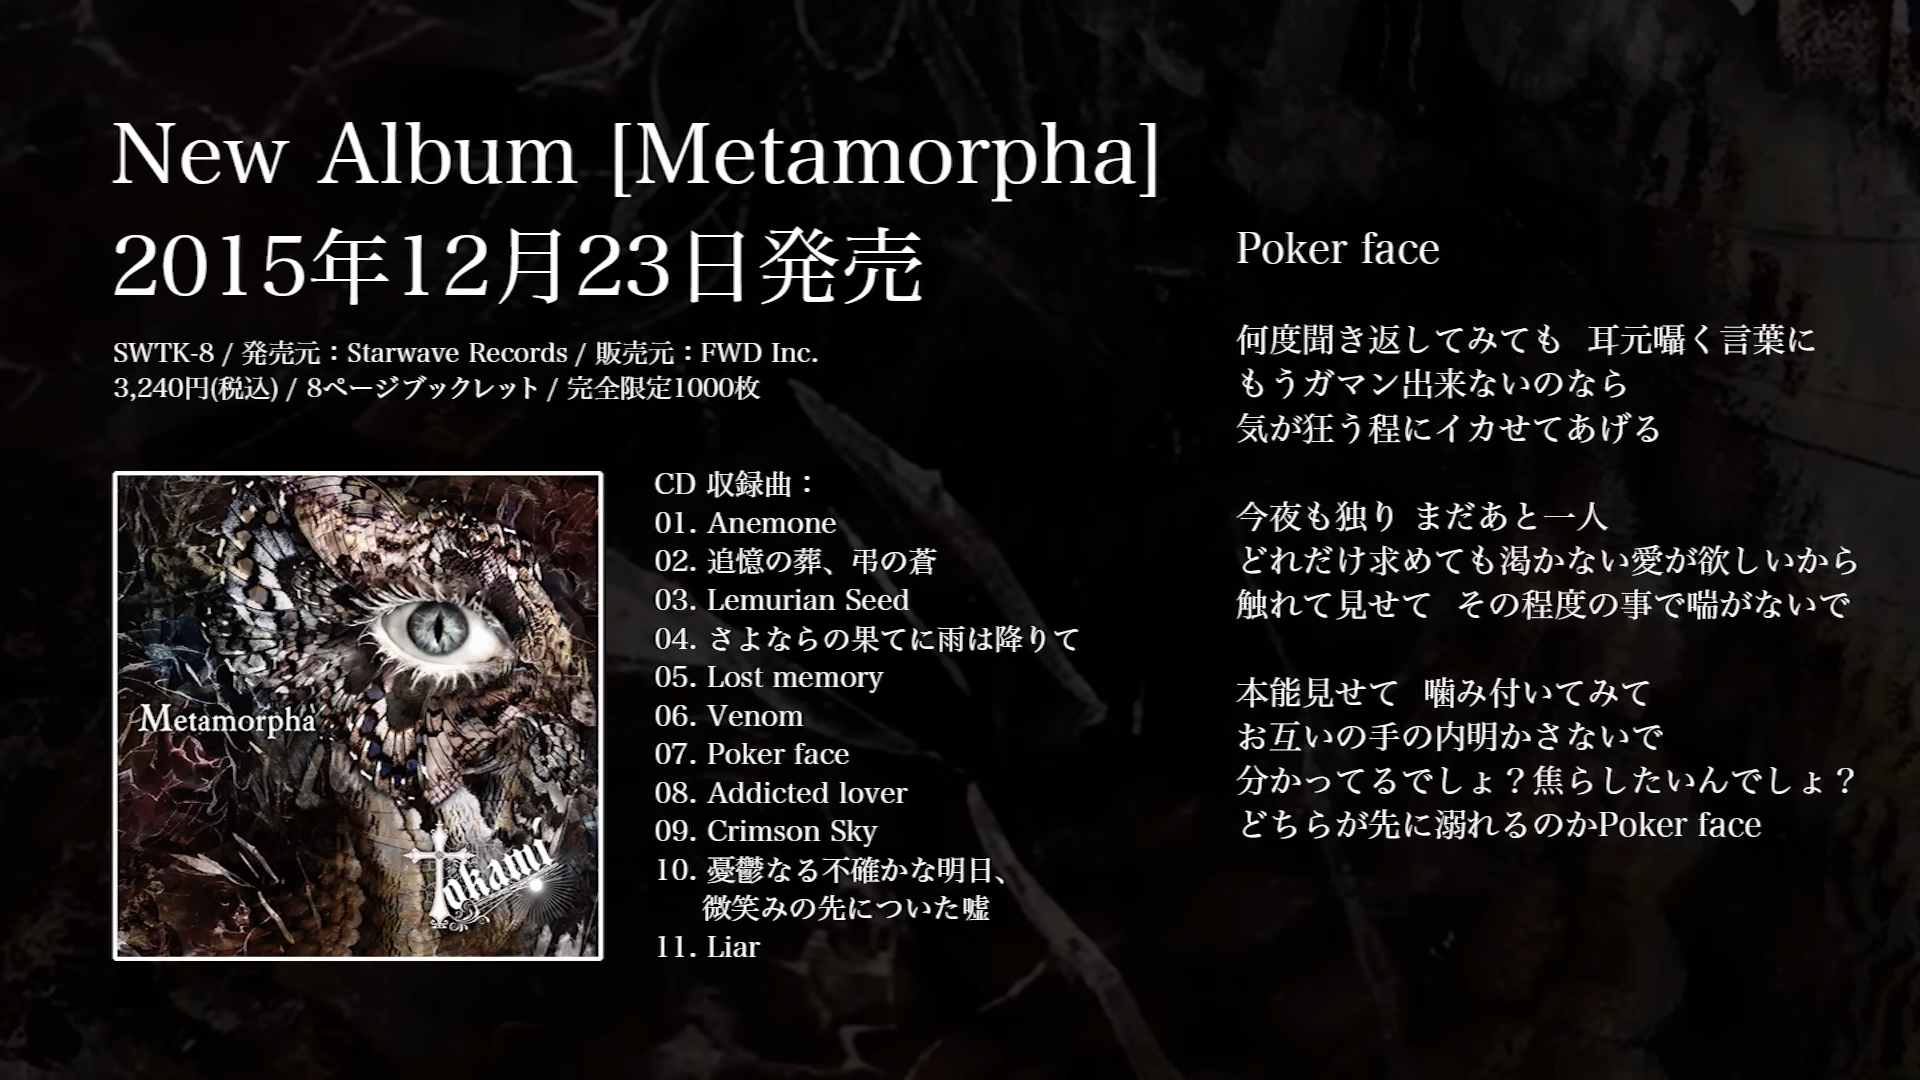 New Album [Metamorpha]
2015年12月23日発売
SWTK-8 / 発売元：Starwave Records / 販売元：FWD Inc.
3,240円(税込) / 8ページブックレット / 完全限定1000枚
Metamorpha
Tokami
CD 収録曲：
01. Anemone
02. 追憶の葬、弔の蒼
03. Lemurian Seed
04. さよならの果てに雨は降りて
05. Lost memory
06. Venom
07. Poker face
08. Addicted lover
09. Crimson Sky
10. 憂鬱なる不確かな明日、
微笑みの先についた嘘
11. Liar
Poker face
何度聞き返してみても 耳元囁く言葉に
もうガマン出来ないのなら
気が狂う程にイカせてあげる
今夜も独り まだあと一人
どれだけ求めても渇かない愛が欲しいから
触れて見せて その程度の事で喘がないで
本能見せて 噛み付いてみて
お互いの手の内明かさないで
分かってるでしょ？焦らしたいんでしょ？
どちらが先に溺れるのかPoker face